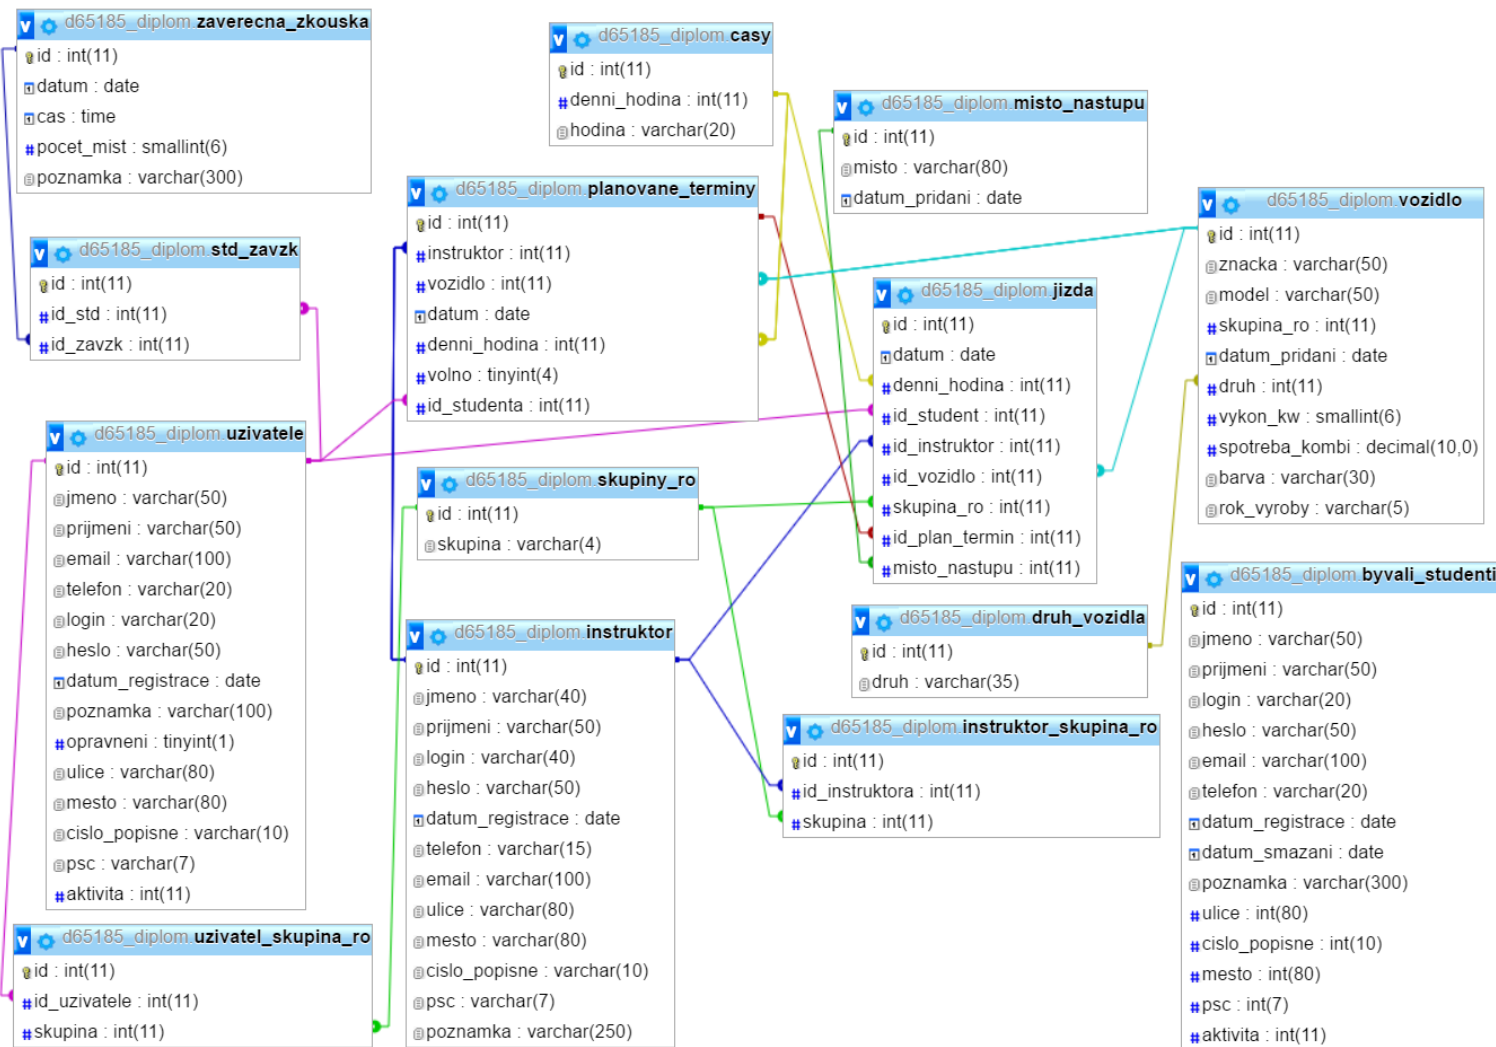 d65185_diplom.zaverecna_zkouska
id : int(11)
datum : date
cas : time
pocet_mist : smallint(6)
poznamka : varchar(300)
d65185_diplom.std_zavzk
id : int(11)
id_std : int(11)
id_zavzk : int(11)
d65185_diplom.uzivatele
id : int(11)
jmeno : varchar(50)
prijmeni : varchar(50)
email : varchar(100)
telefon : varchar(20)
login : varchar(20)
heslo : varchar(50)
datum_registrace : date
poznamka : varchar(100)
opravneni : tinyint(1)
ulice : varchar(80)
mesto : varchar(80)
cislo_popisne : varchar(10)
psc : varchar(7)
aktivita : int(11)
d65185_diplom.uzivatel_skupina_ro
id : int(11)
id_uzivatele : int(11)
skupina : int(11)
d65185_diplom.casy
id : int(11)
denni_hodina : int(11)
hodina : varchar(20)
d65185_diplom.planovane_terminy
id : int(11)
instruktor : int(11)
vozidlo : int(11)
datum : date
denni_hodina : int(11)
volno : tinyint(4)
id_studenta : int(11)
d65185_diplom.skupiny_ro
id : int(11)
skupina : varchar(4)
d65185_diplom.instruktor
id : int(11)
jmeno : varchar(40)
prijmeni : varchar(50)
login : varchar(40)
heslo : varchar(50)
datum_registrace : date
telefon : varchar(15)
email : varchar(100)
ulice : varchar(80)
mesto : varchar(80)
cislo_popisne : varchar(10)
psc : varchar(7)
poznamka : varchar(250)
d65185_diplom.misto_nastupu
id : int(11)
misto : varchar(80)
datum_pridani : date
d65185_diplom.jizda
id : int(11)
datum : date
denni_hodina : int(11)
id_student : int(11)
id_instruktor : int(11)
id_vozidlo : int(11)
skupina_ro : int(11)
id_plan_termin : int(11)
misto_nastupu : int(11)
d65185_diplom.druh_vozidla
id : int(11)
druh : varchar(35)
d65185_diplom.instruktor_skupina_ro
id : int(11)
id_instruktora : int(11)
skupina : int(11)
d65185_diplom.vozidlo
id : int(11)
znacka : varchar(50)
model : varchar(50)
skupina_ro : int(11)
datum_pridani : date
druh : int(11)
vykon_kw : smallint(6)
spotreba_kombi : decimal(10,0)
barva : varchar(30)
rok_vyroby : varchar(5)
d65185_diplom.byvali_studenti
id : int(11)
jmeno : varchar(50)
prijmeni : varchar(50)
login : varchar(20)
heslo : varchar(50)
email : varchar(100)
telefon : varchar(20)
datum_registrace : date
datum_smazani : date
poznamka : varchar(300)
ulice : int(80)
cislo_popisne : int(10)
mesto : int(80)
psc : int(7)
aktivita : int(11)